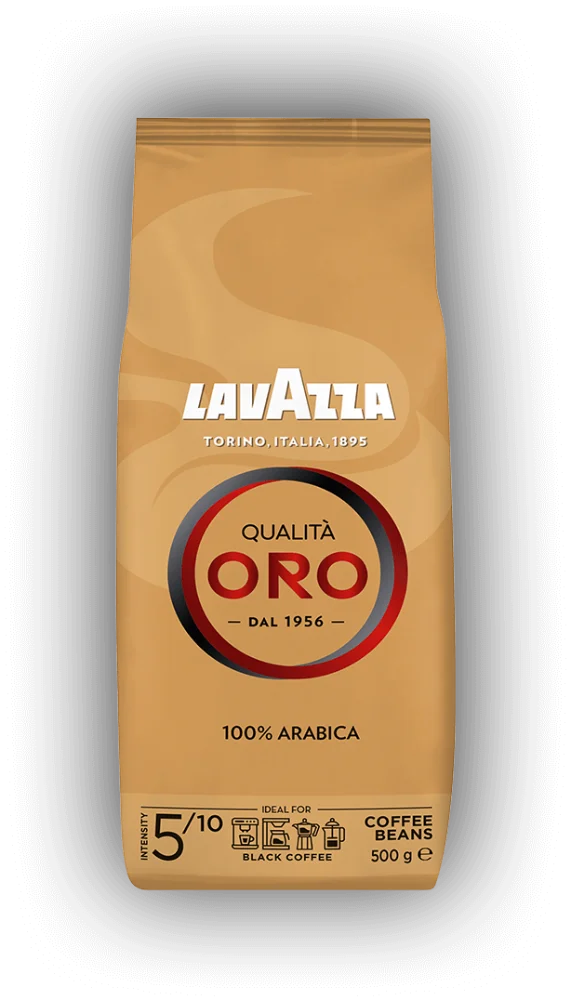 LAVAZZA
TORINO, ITALIA, 1895
QUALITÀ
ORO
— DAL 1956 —
100% ARABICA
INTENSITY
5/10
IDEAL FOR
BLACK COFFEE
COFFEE
BEANS
500 g ℮